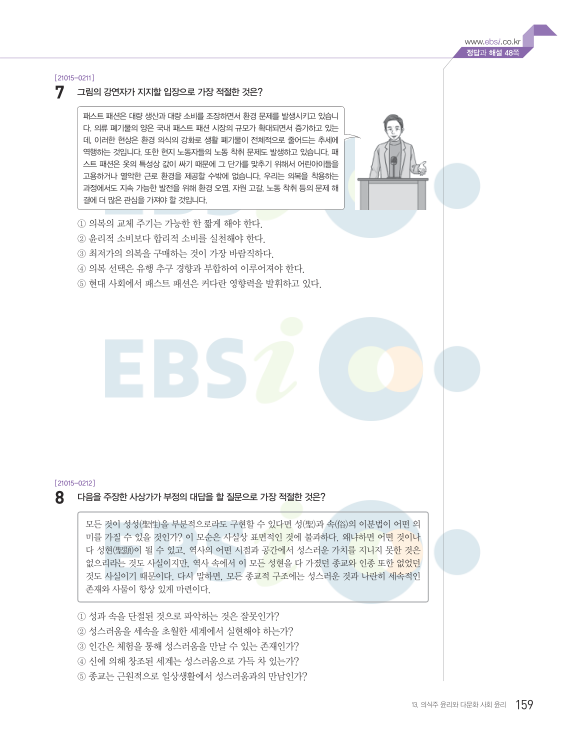 www.ebsi.co.kr
정답과 해설 48쪽
[21015-0211]
7 그림의 강연자가 지지할 입장으로 가장 적절한 것은?
패스트 패션은 대량 생산과 대량 소비를 조장하면서 환경 문제를 발생시키고 있습니
다. 의류 폐기물의 양은 국내 패스트 패션 시장의 규모가 확대되면서 증가하고 있는
데, 이러한 현상은 환경 의식의 강화로 생활 폐기물이 전체적으로 줄어드는 추세에
역행하는 것입니다. 또한 현지 노동자들의 노동 착취 문제도 발생하고 있습니다. 패
스트 패션은 옷의 특성상 값이 싸기 때문에 그 단가를 맞추기 위해서 어린아이들을
고용하거나 열악한 근로 환경을 제공할 수밖에 없습니다. 우리는 의복을 착용하는
과정에서도 지속 가능한 발전을 위해 환경 오염, 자원 고갈, 노동 착취 등의 문제 해
결에 더 많은 관심을 가져야 할 것입니다.
① 의복의 교체 주기는 가능한 한 짧게 해야 한다.
② 윤리적 소비보다 합리적 소비를 실천해야 한다.
③ 최저가의 의복을 구매하는 것이 가장 바람직하다.
④ 의복 선택은 유행 추구 경향과 부합하여 이루어져야 한다.
⑤ 현대 사회에서 패스트 패션은 커다란 영향력을 발휘하고 있다.
EBSi
[21015-0212]
8 다음을 주장한 사상가가 부정의 대답을 할 질문으로 가장 적절한 것은?
모든 것이 성성(聖性)을 부분적으로라도 구현할 수 있다면 성(聖)과 속(俗)의 이분법이 어떤 의
미를 가질 수 있을 것인가? 이 모순은 사실상 표면적인 것에 불과하다. 왜냐하면 어떤 것이나
다 성현(聖顯)이 될 수 있고, 역사의 어떤 시점과 공간에서 성스러운 가치를 지니지 못한 것은
없으리라는 것도 사실이지만, 역사 속에서 이 모든 성현을 다 가졌던 종교와 인종 또한 없었던
것도 사실이기 때문이다. 다시 말하면, 모든 종교적 구조에는 성스러운 것과 나란히 세속적인
존재와 사물이 항상 있게 마련이다.
① 성과 속을 단절된 것으로 파악하는 것은 잘못인가?
② 성스러움을 세속을 초월한 세계에서 실현해야 하는가?
③ 인간은 체험을 통해 성스러움을 만날 수 있는 존재인가?
④ 신에 의해 창조된 세계는 성스러움으로 가득 차 있는가?
⑤ 종교는 근원적으로 일상생활에서 성스러움과의 만남인가?
13. 의식주 윤리와 다문화 사회 윤리 159